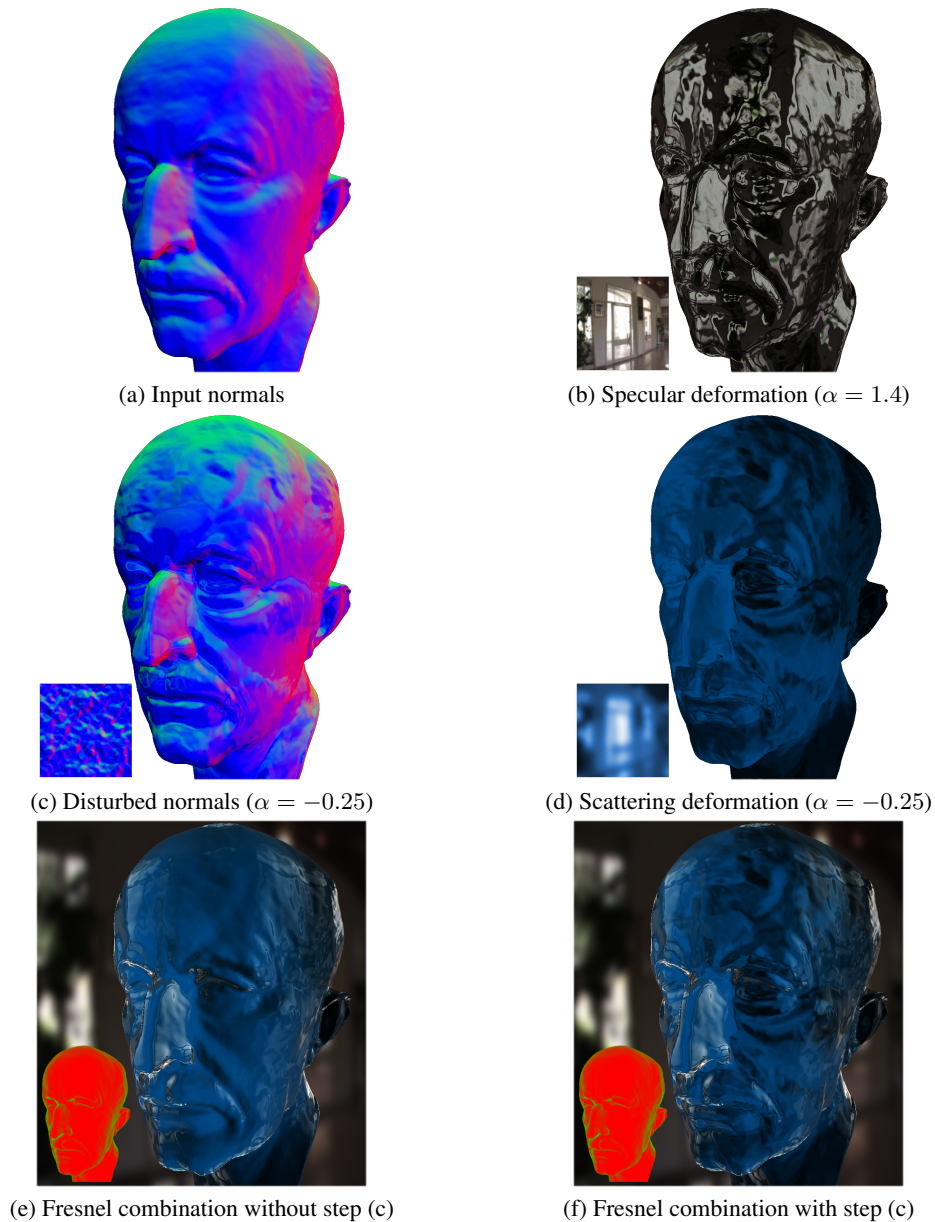 (a) Input normals
(b) Specular deformation (α = 1.4)
(c) Disturbed normals (α = −0.25)
(d) Scattering deformation (α = −0.25)
(e) Fresnel combination without step (c)
(f) Fresnel combination with step (c)